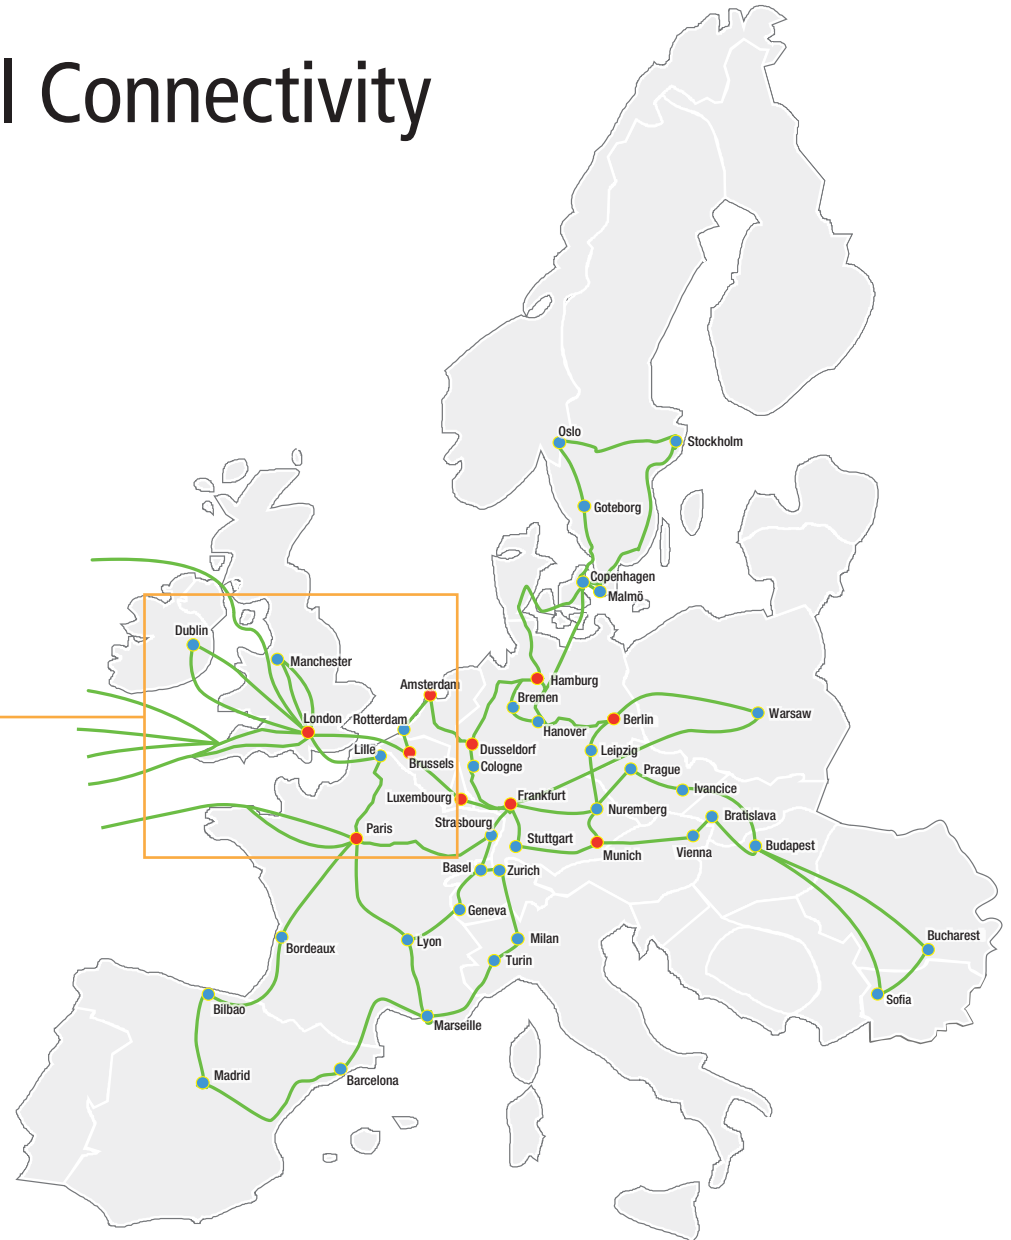 l Connectivity
Oslo
Stockholm
Goteborg
Copenhagen
Malmö
Dublin
Manchester
Amsterdam
Hamburg
Bremen
London
Rotterdam
Berlin
Warsaw
Hanover
Lille
Dusseldorf
Leipzig
Brussels
Cologne
Prague
Ivancice
Luxembourg
Frankfurt
Nuremberg
Bratislava
Paris
Strasbourg
Stuttgart
Munich
Vienna
Budapest
Basel
Zurich
Geneva
Bucharest
Lyon
Milan
Bordeaux
Turin
Sofia
Bilbao
Marseille
Madrid
Barcelona